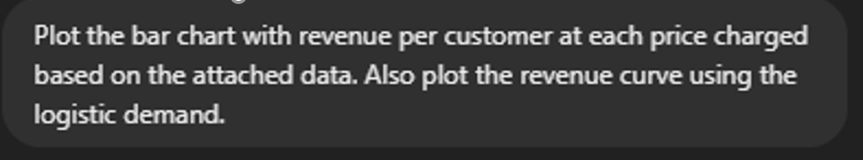 Plot the bar chart with revenue per customer at each price charged
based on the attached data. Also plot the revenue curve using the
logistic demand.